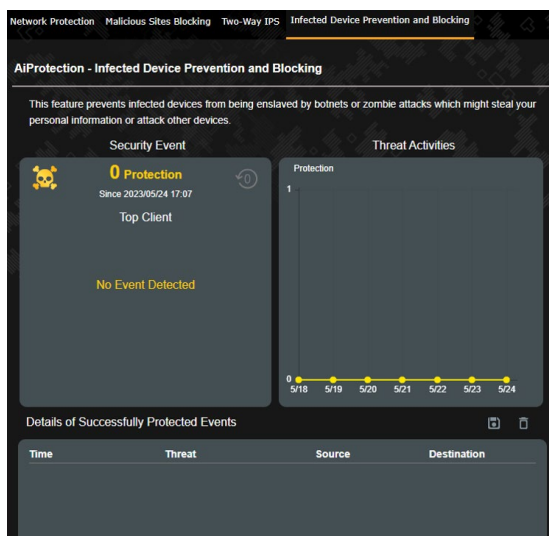 Network Protection Malicious Sites Blocking Two-Way IPS Infected Device Prevention and Blocking
AiProtection - Infected Device Prevention and Blocking
This feature prevents infected devices from being enslaved by botnets or zombie attacks which might steal your
personal information or attack other devices.
Security Event
0 Protection
0
Since 2023/05/24 17:07
Top Client
No Event Detected
Threat Activities
Protection
1
0
5/18 5/19 5/20 5/21 5/22 5/23 5/24
Details of Successfully Protected Events
Time Threat Source Destination